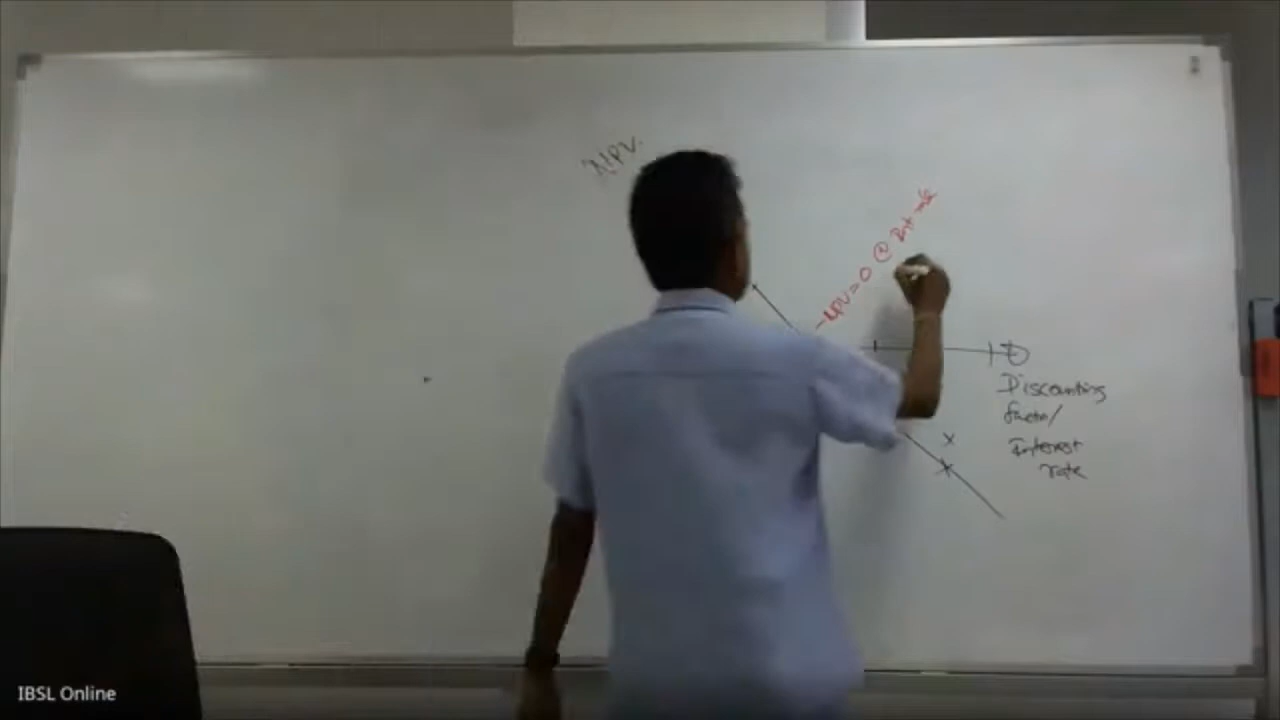 NPV
NPV = 0 @ Int rate
Discounting
factor/
Interest
rate
IBSL Online